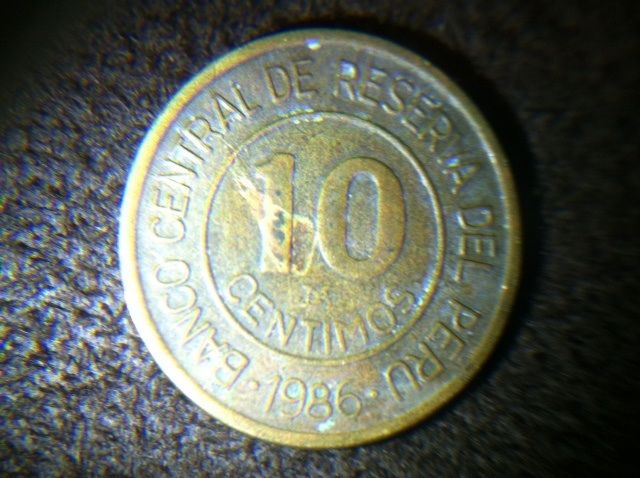 BANCO CENTRAL DE RESERVA DEL PERU
10
CENTIMOS
· 1986 ·